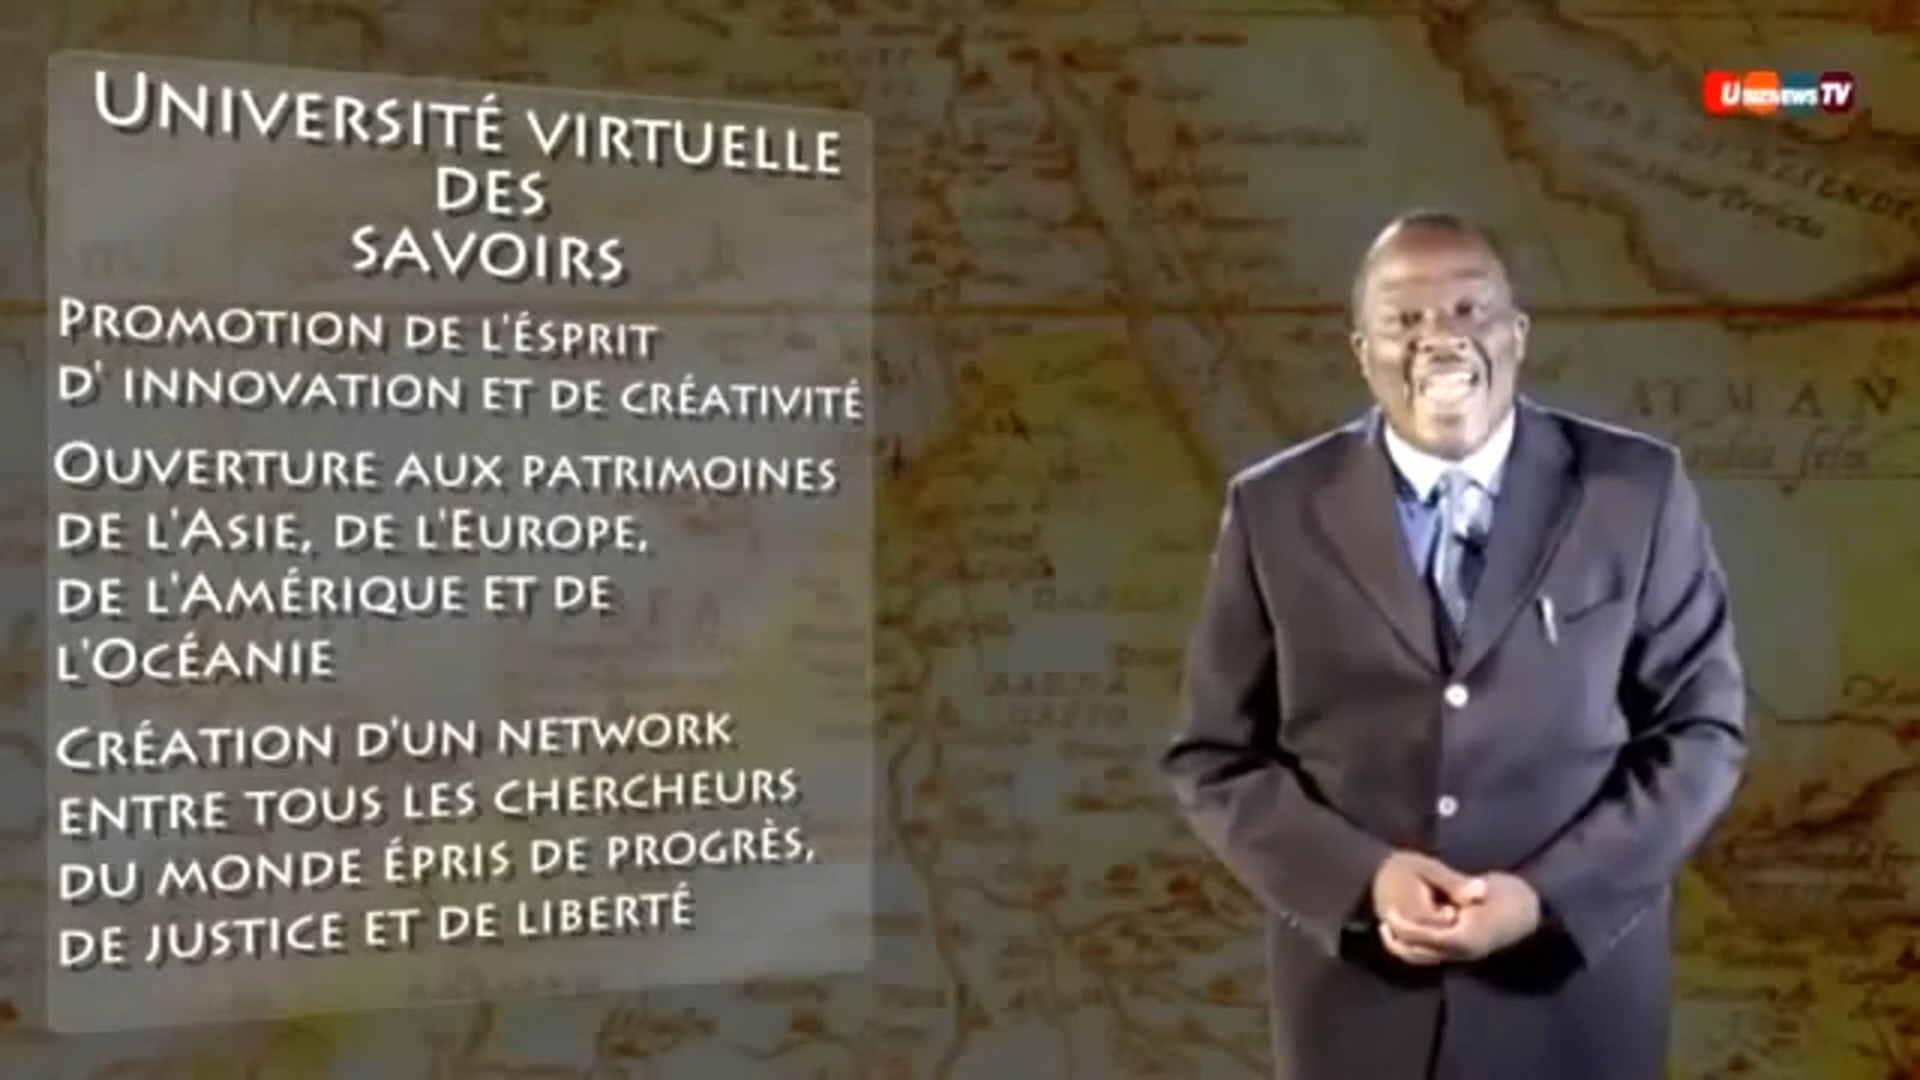 UNIVERSITÉ VIRTUELLE
DES
SAVOIRS
PROMOTION DE L'ÉSPRIT
D' INNOVATION ET DE CRÉATIVITÉ
OUVERTURE AUX PATRIMOINES
DE L'ASIE, DE L'EUROPE,
DE L'AMÉRIQUE ET DE
L'OCÉANIE
CRÉATION D'UN NETWORK
ENTRE TOUS LES CHERCHEURS
DU MONDE ÉPRIS DE PROGRÈS,
DE JUSTICE ET DE LIBERTÉ
TV
AYMAN